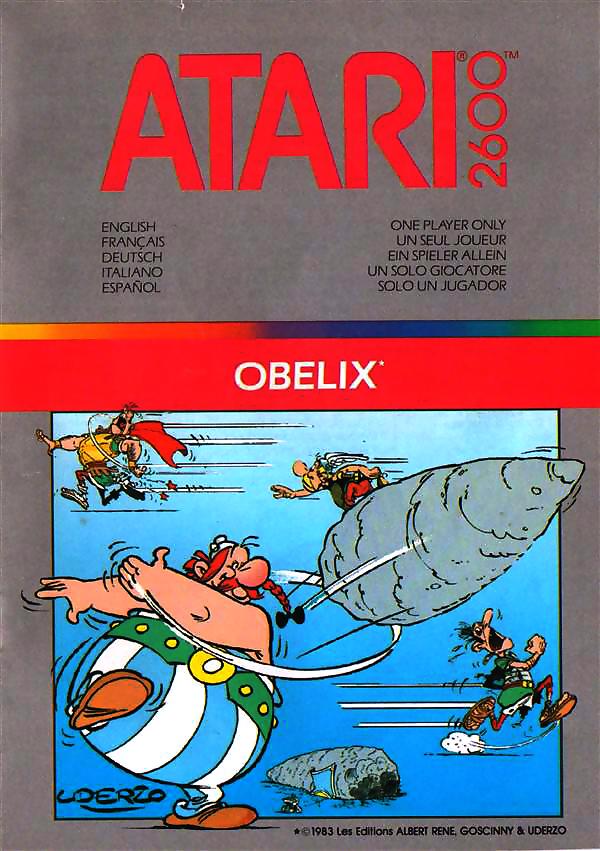 ATARI® 2600™
ENGLISH
FRANÇAIS
DEUTSCH
ITALIANO
ESPAÑOL
ONE PLAYER ONLY
UN SEUL JOUEUR
EIN SPIELER ALLEIN
UN SOLO GIOCATORE
SOLO UN JUGADOR
OBELIX*
UDERZO
*©1983 Les Editions ALBERT RENE, GOSCINNY & UDERZO